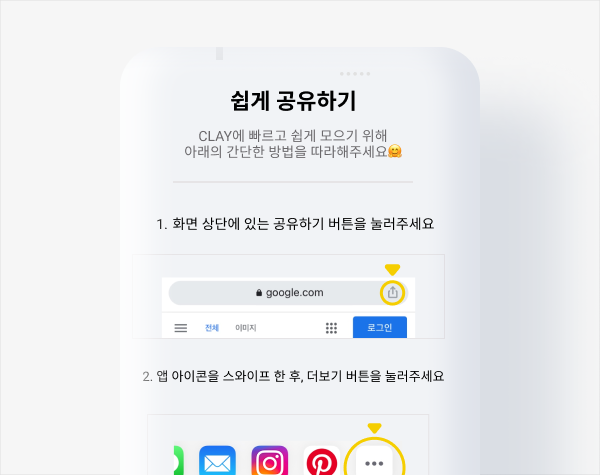 쉽게 공유하기
CLAY에 빠르고 쉽게 모으기 위해
아래의 간단한 방법을 따라해주세요🤗
1. 화면 상단에 있는 공유하기 버튼을 눌러주세요
google.com
전체 이미지 로그인
2. 앱 아이콘을 스와이프 한 후, 더보기 버튼을 눌러주세요